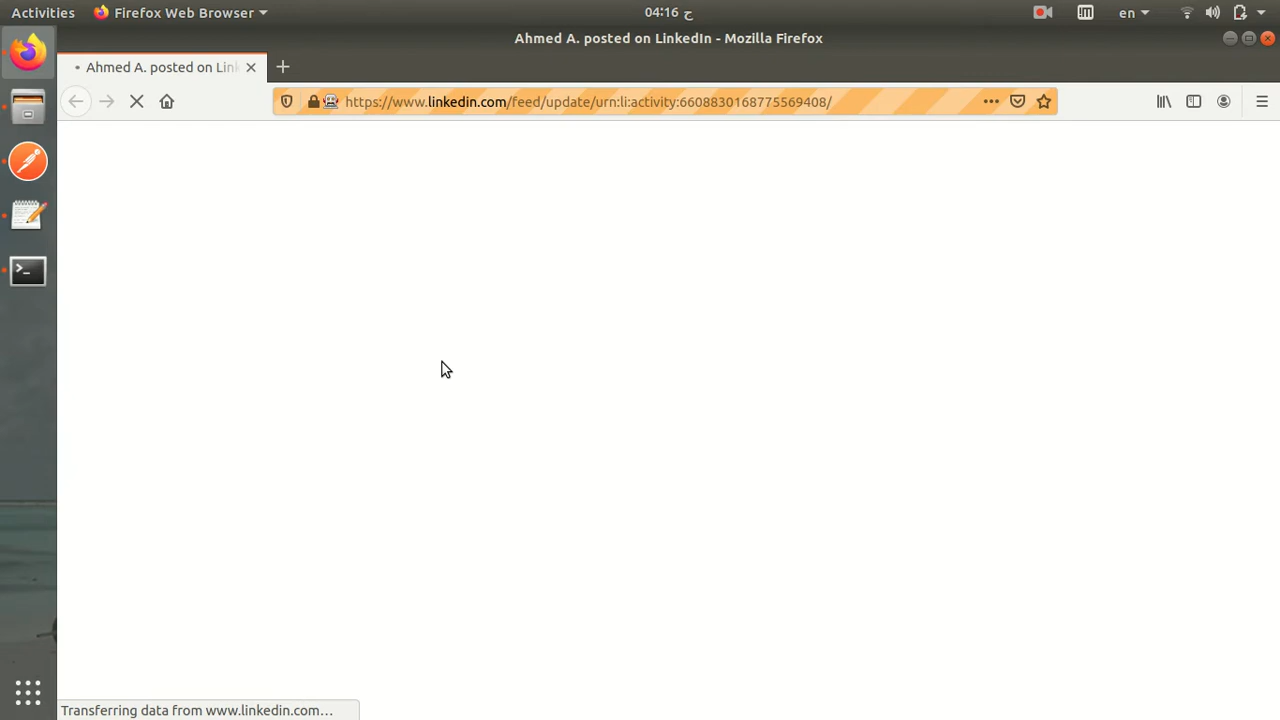 Activities
Firefox Web Browser
04:16 ح
en
Ahmed A. posted on LinkedIn - Mozilla Firefox
Ahmed A. posted on Link
https://www.linkedin.com/feed/update/urn:li:activity:6608830168775569408/
Transferring data from www.linkedin.com…